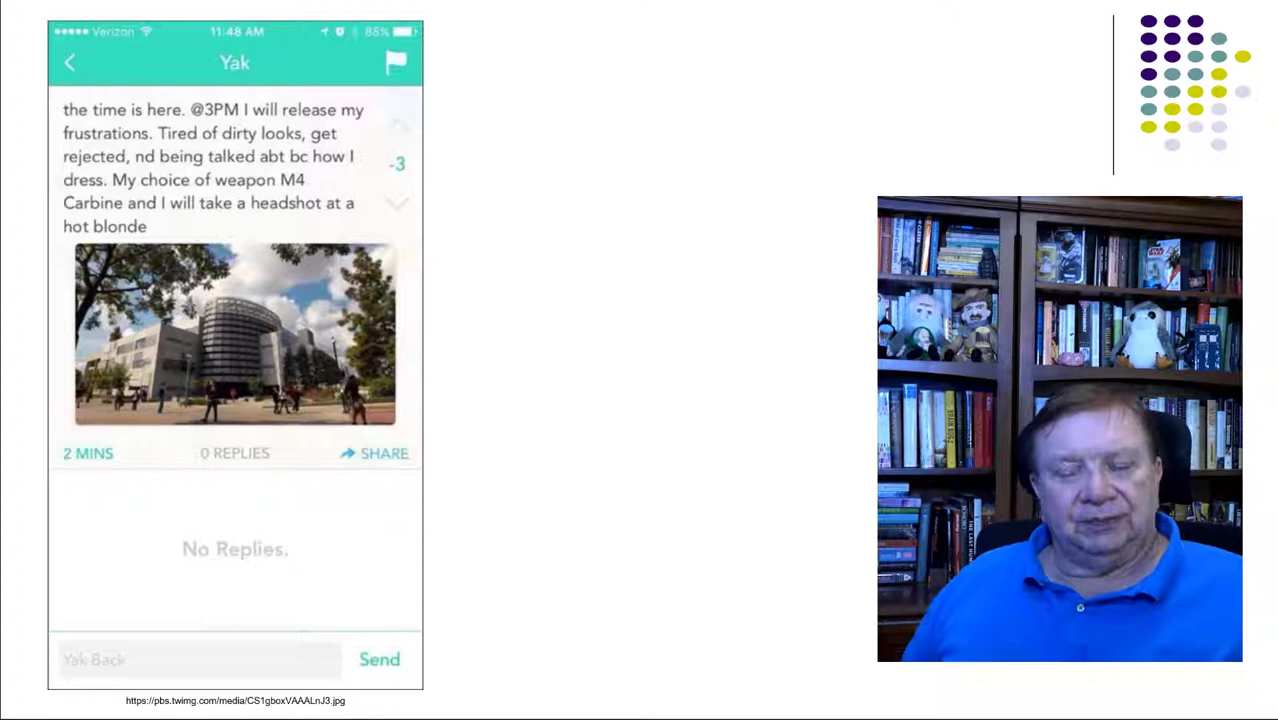 Verizon 11:48 AM 88%
Yak
the time is here. @3PM I will release my
frustrations. Tired of dirty looks, get
rejected, nd being talked abt bc how I
dress. My choice of weapon M4
Carbine and I will take a headshot at a
hot blonde
-3
2 MINS 0 REPLIES SHARE
No Replies.
Yak Back Send
https://pbs.twimg.com/media/CS1gboxVAAALnJ3.jpg
STAR
WARS